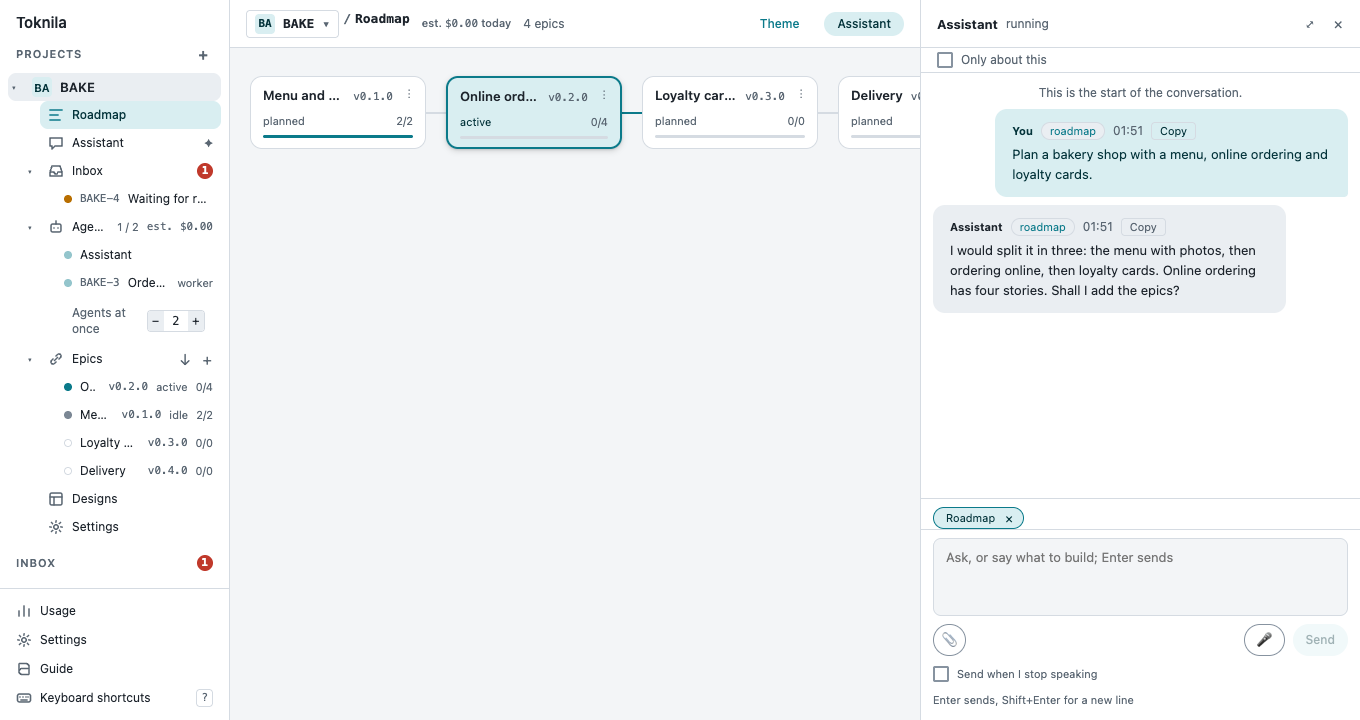 Toknila
PROJECTS +
BA BAKE
Roadmap
Assistant
Inbox 1
BAKE-4 Waiting for r...
Age... 1 / 2 est. $0.00
Assistant
BAKE-3 Orde... worker
Agents at
once
− 2 +
Epics
O.. v0.2.0 active 0/4
Me... v0.1.0 idle 2/2
Loyalty ... v0.3.0 0/0
Delivery v0.4.0 0/0
Designs
Settings
INBOX 1
Usage
Settings
Guide
Keyboard shortcuts ?
BA BAKE / Roadmap est. $0.00 today 4 epics Theme Assistant
Menu and ... v0.1.0
planned 2/2
Online ord... v0.2.0
active 0/4
Loyalty car... v0.3.0
planned 0/0
Delivery
planned
Assistant running
Only about this
This is the start of the conversation.
You roadmap 01:51 Copy
Plan a bakery shop with a menu, online ordering and
loyalty cards.
Assistant roadmap 01:51 Copy
I would split it in three: the menu with photos, then
ordering online, then loyalty cards. Online ordering
has four stories. Shall I add the epics?
Roadmap ×
Ask, or say what to build; Enter sends
Send
Send when I stop speaking
Enter sends, Shift+Enter for a new line